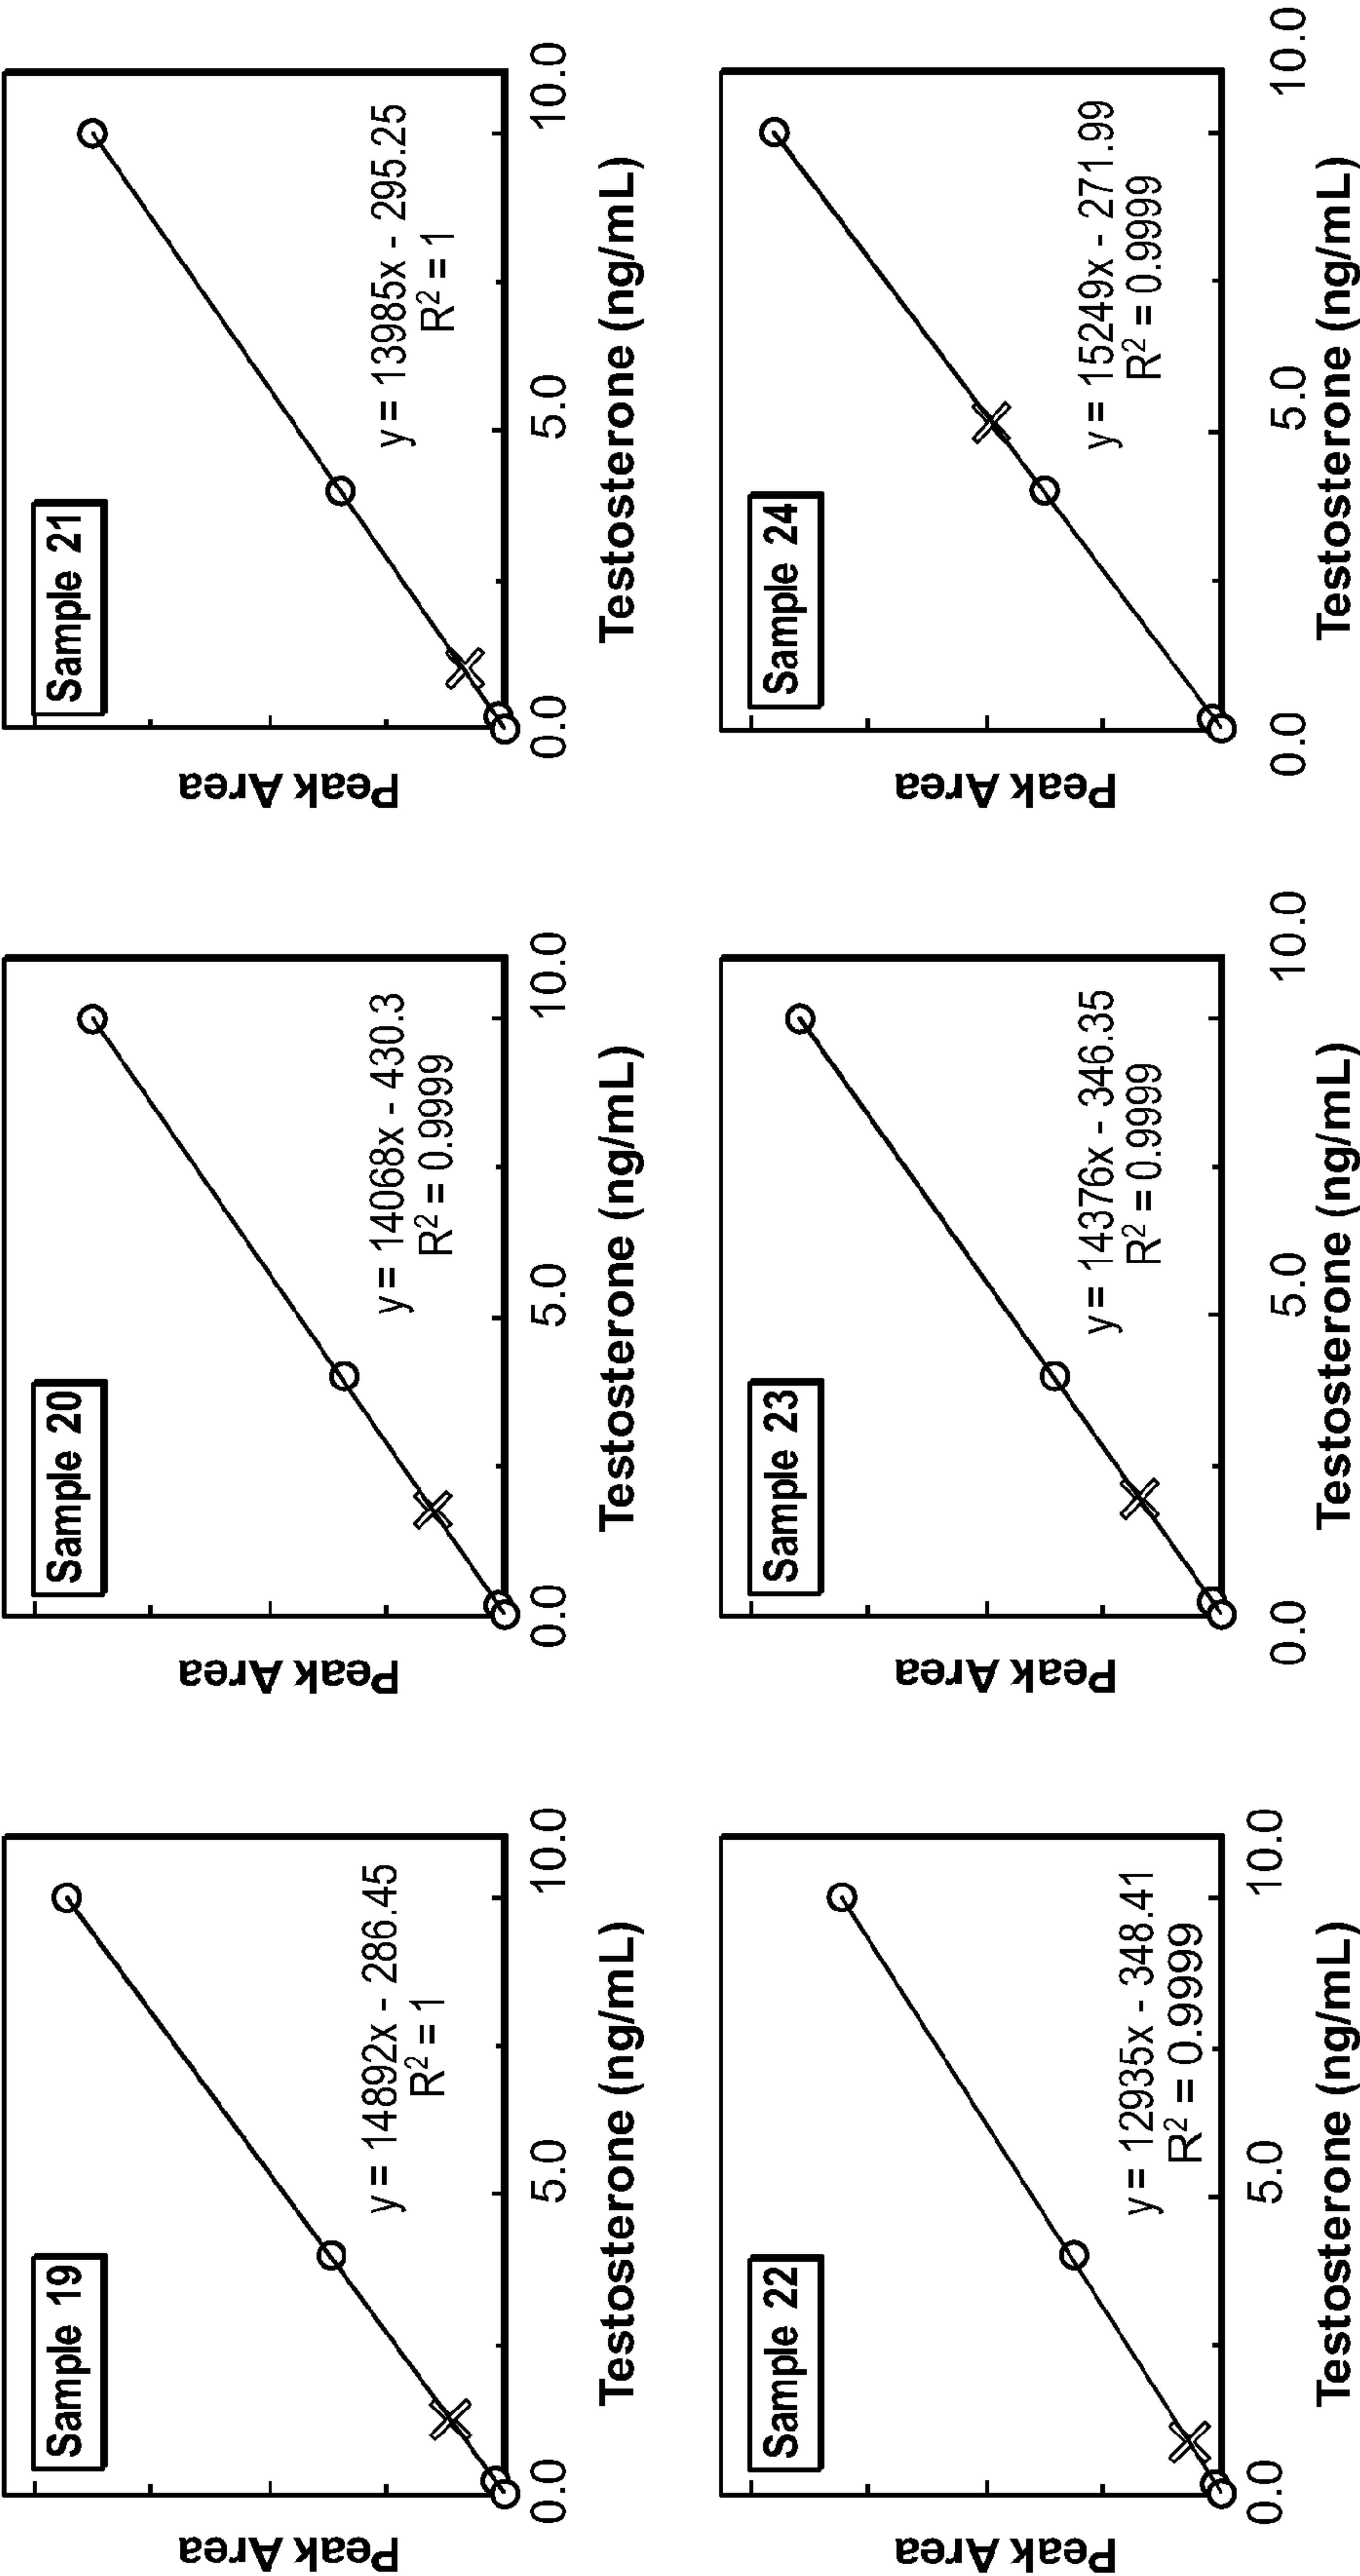 Sample 19
y = 14892x - 286.45
R² = 1
Peak Area
0.0
5.0
10.0
Testosterone (ng/mL)
Sample 20
y = 14068x - 430.3
R² = 0.9999
Peak Area
0.0
5.0
10.0
Testosterone (ng/mL)
Sample 21
y = 13985x - 295.25
R² = 1
Peak Area
0.0
5.0
10.0
Testosterone (ng/mL)
Sample 22
y = 12935x - 348.41
R² = 0.9999
Peak Area
0.0
5.0
10.0
Testosterone (ng/mL)
Sample 23
y = 14376x - 346.35
R² = 0.9999
Peak Area
0.0
5.0
10.0
Testosterone (ng/mL)
Sample 24
y = 15249x - 271.99
R² = 0.9999
Peak Area
0.0
5.0
10.0
Testosterone (ng/mL)